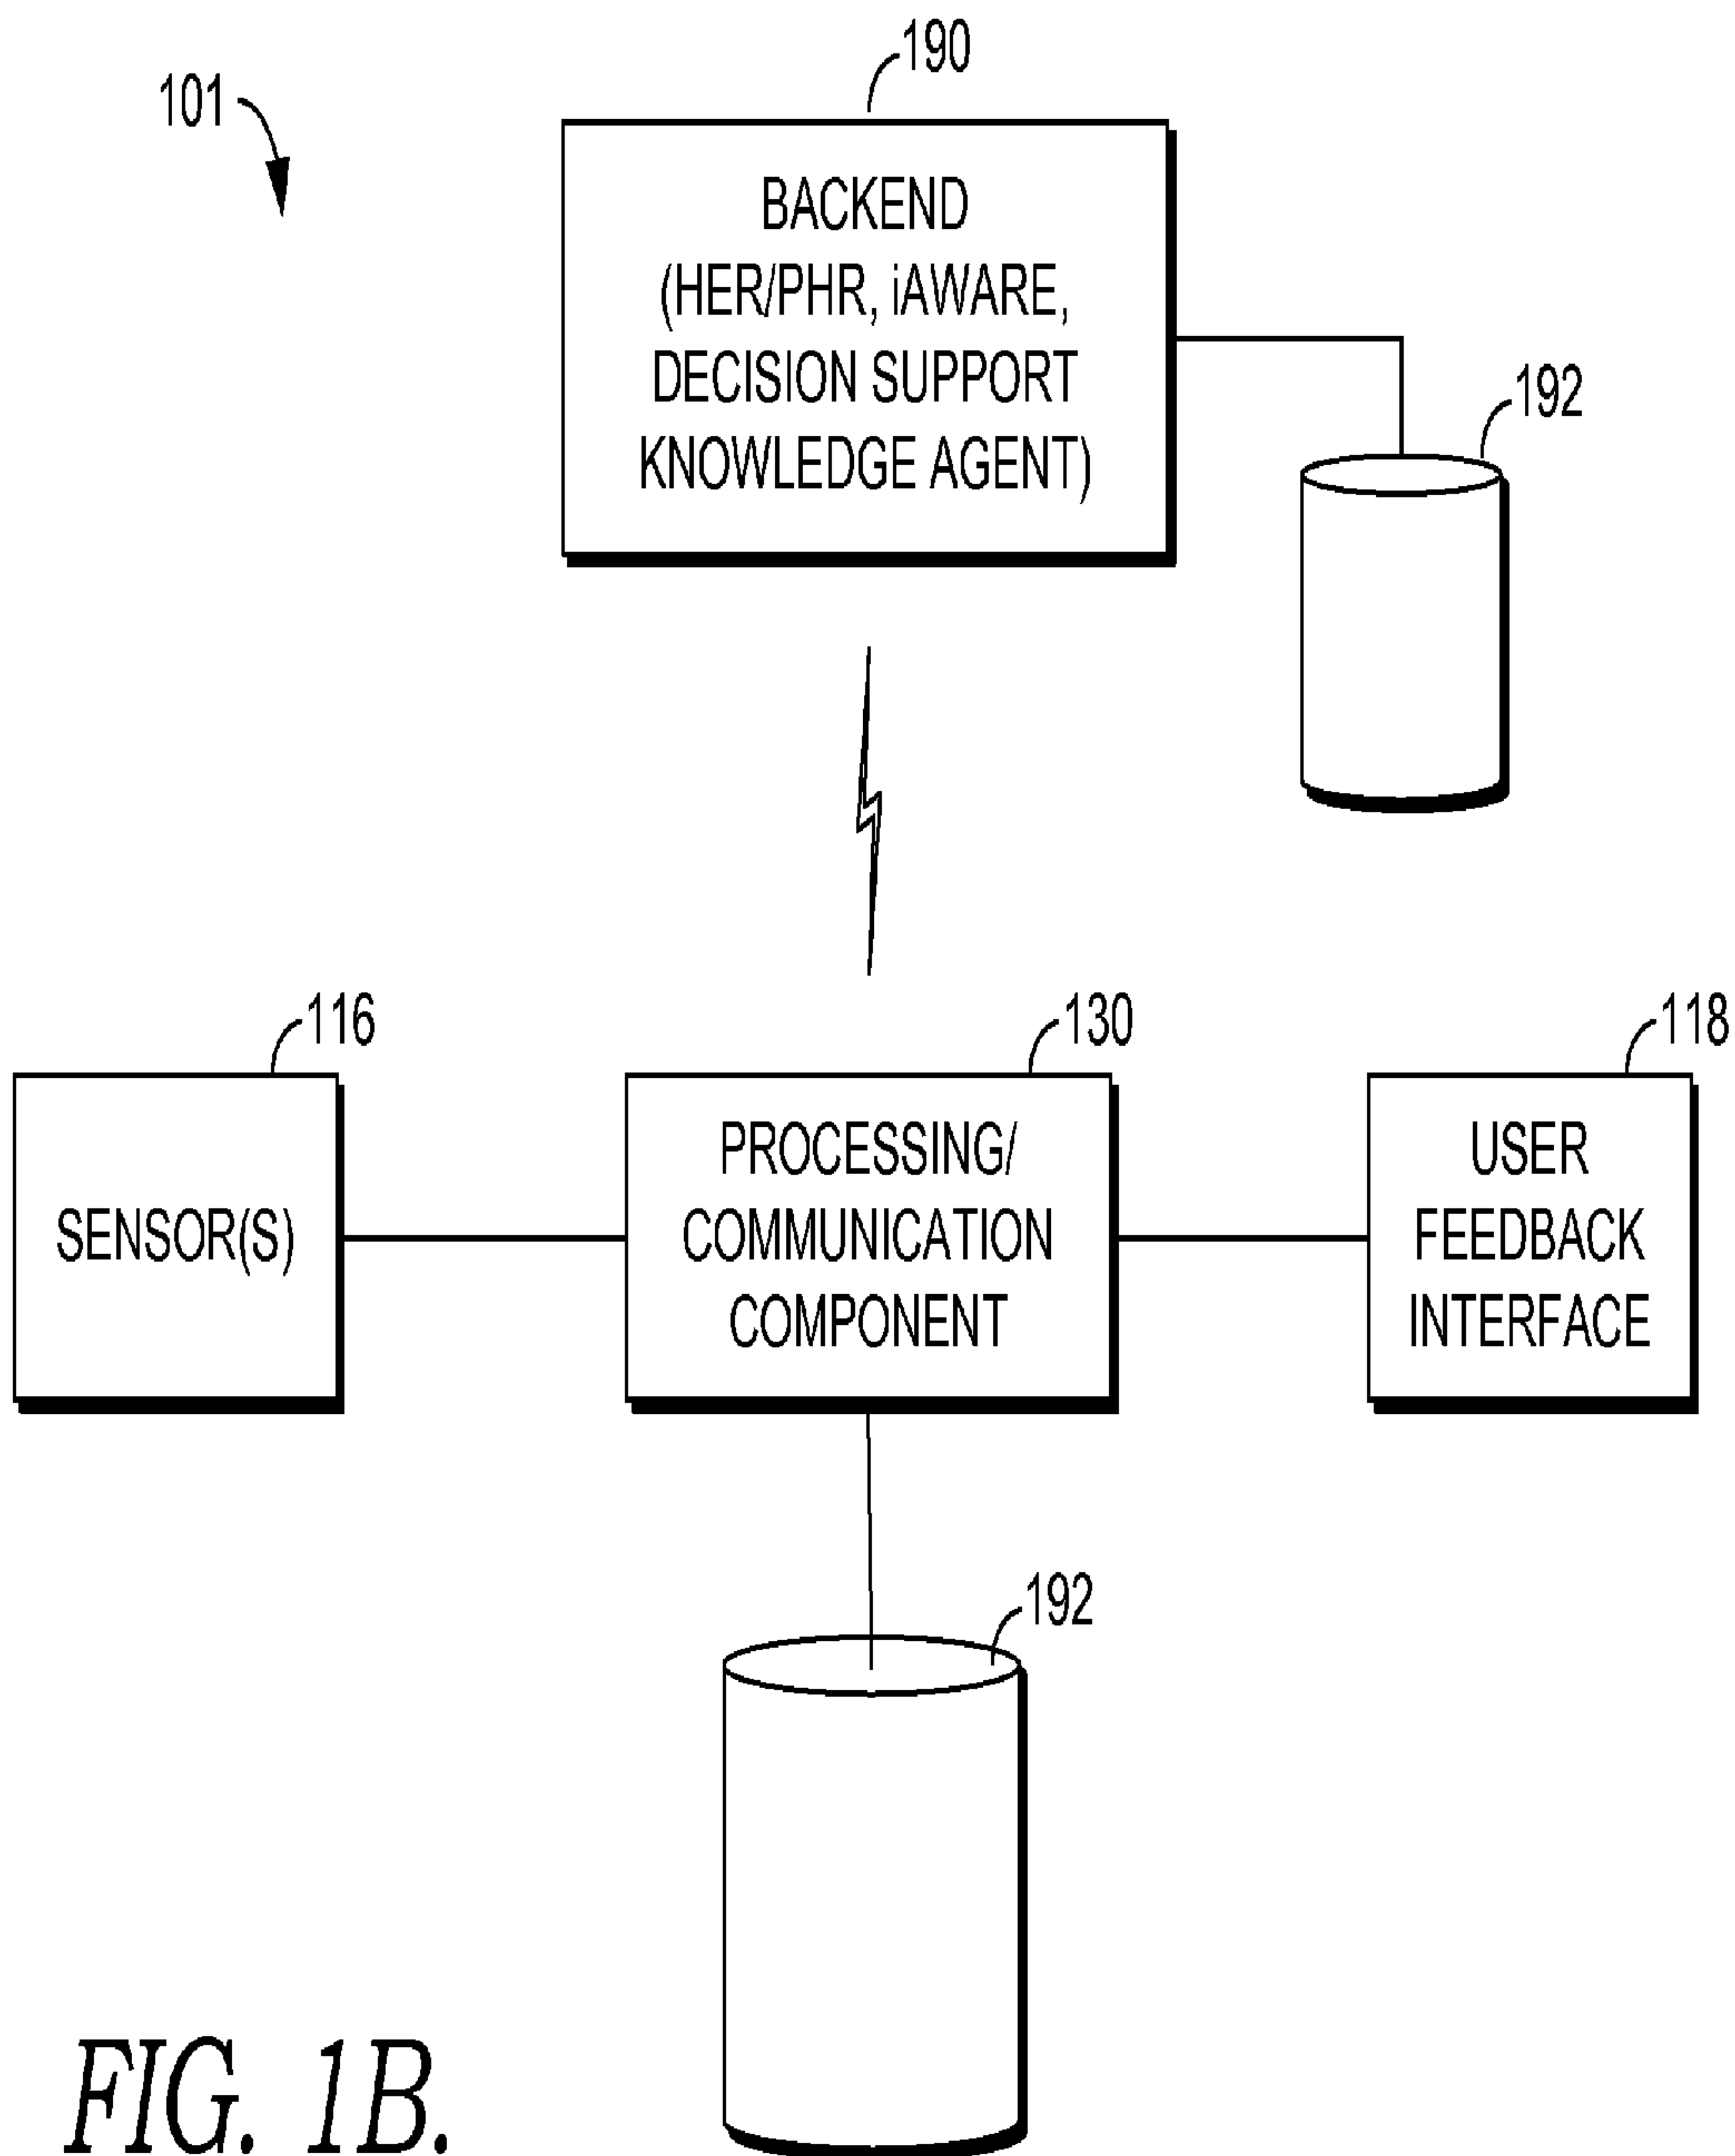 190
101
BACKEND
(HER/PHR, iAWARE,
DECISION SUPPORT
KNOWLEDGE AGENT)
192
116
130
118
SENSOR(S)
PROCESSING/
COMMUNICATION
COMPONENT
USER
FEEDBACK
INTERFACE
192
FIG. 1B.